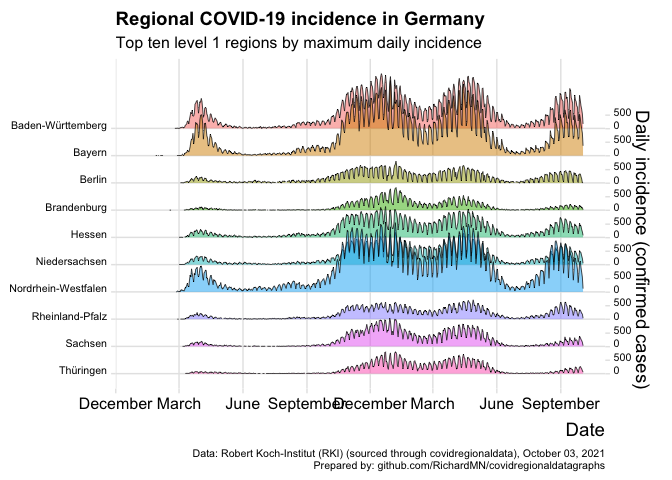 Regional COVID-19 incidence in Germany
Top ten level 1 regions by maximum daily incidence
Baden-Württemberg
Bayern
Berlin
Brandenburg
Hessen
Niedersachsen
Nordrhein-Westfalen
Rheinland-Pfalz
Sachsen
Thüringen
500
0
500
0
500
0
500
0
500
0
500
0
500
0
500
0
500
0
500
0
Daily incidence (confirmed cases)
December March June September December March June September
Date
Data: Robert Koch-Institut (RKI) (sourced through covidregionaldata), October 03, 2021
Prepared by: github.com/RichardMN/covidregionaldatagraphs